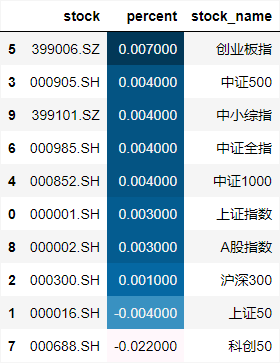 stock percent stock_name
5 399006.SZ 0.007000 创业板指
3 000905.SH 0.004000 中证500
9 399101.SZ 0.004000 中小综指
6 000985.SH 0.004000 中证全指
4 000852.SH 0.004000 中证1000
0 000001.SH 0.003000 上证指数
8 000002.SH 0.003000 A股指数
2 000300.SH 0.001000 沪深300
1 000016.SH -0.004000 上证50
7 000688.SH -0.022000 科创50